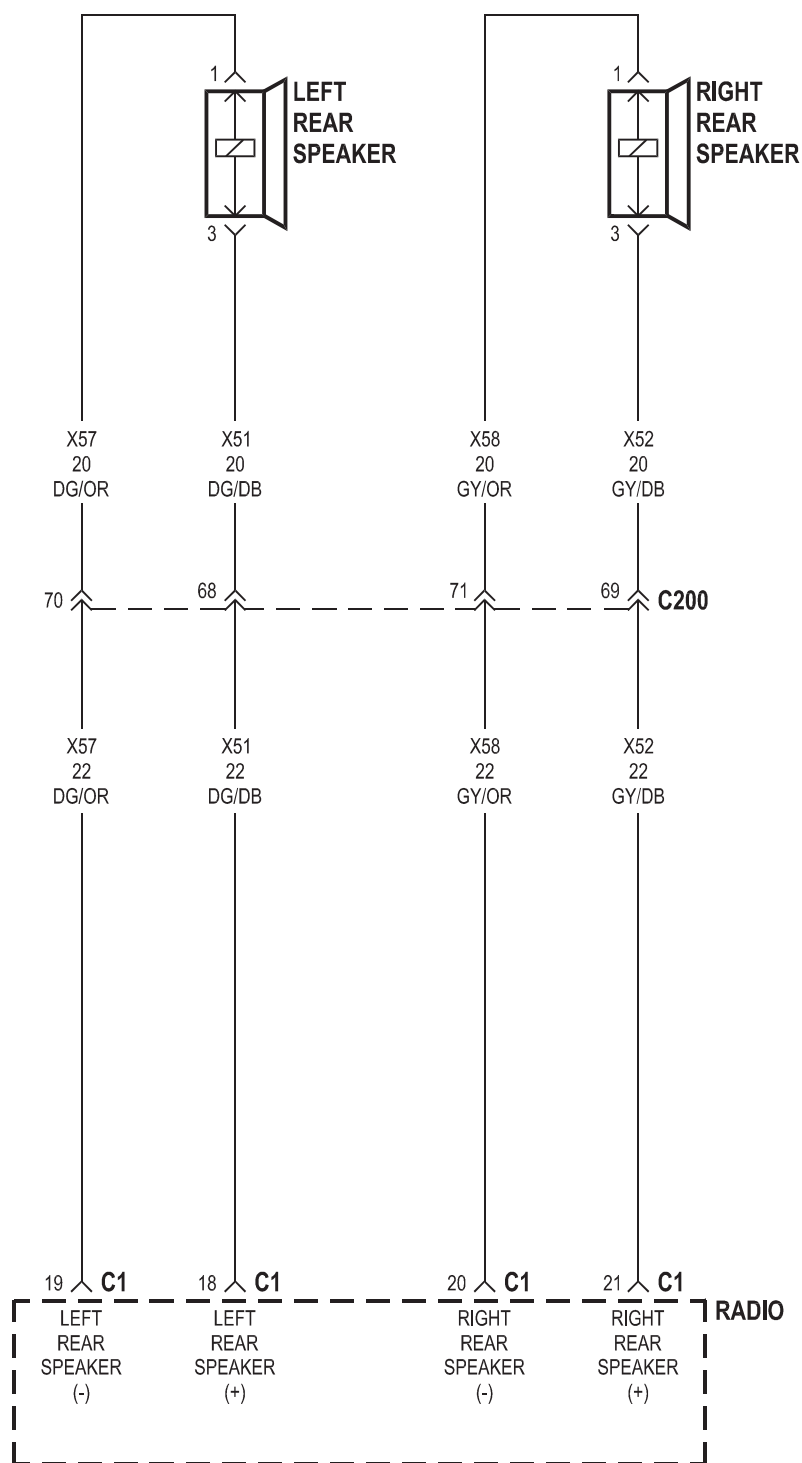 1
LEFT
REAR
SPEAKER
3
1
RIGHT
REAR
SPEAKER
3
X57
20
DG/OR
X51
20
DG/DB
X58
20
GY/OR
X52
20
GY/DB
70
68
71
69
C200
X57
22
DG/OR
X51
22
DG/DB
X58
22
GY/OR
X52
22
GY/DB
19 C1
18 C1
20 C1
21 C1
RADIO
LEFT
REAR
SPEAKER
(-)
LEFT
REAR
SPEAKER
(+)
RIGHT
REAR
SPEAKER
(-)
RIGHT
REAR
SPEAKER
(+)